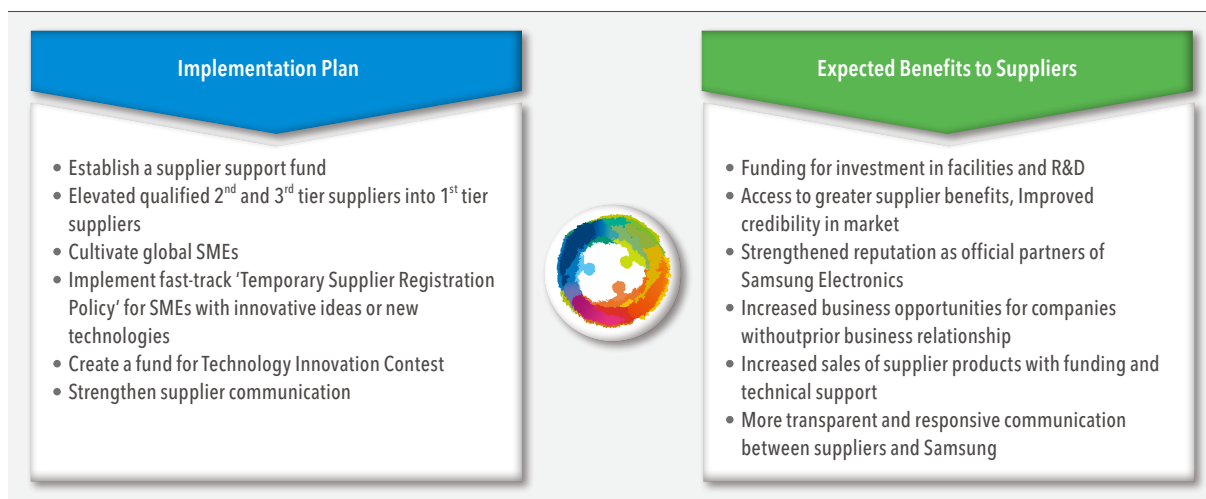 Implementation Plan
• Establish a supplier support fund
• Elevated qualified 2nd and 3rd tier suppliers into 1st tier
suppliers
• Cultivate global SMEs
• Implement fast-track ‘Temporary Supplier Registration
Policy’ for SMEs with innovative ideas or new
technologies
• Create a fund for Technology Innovation Contest
• Strengthen supplier communication
Expected Benefits to Suppliers
• Funding for investment in facilities and R&D
• Access to greater supplier benefits, Improved
credibility in market
• Strengthened reputation as official partners of
Samsung Electronics
• Increased business opportunities for companies
withoutprior business relationship
• Increased sales of supplier products with funding and
technical support
• More transparent and responsive communication
between suppliers and Samsung